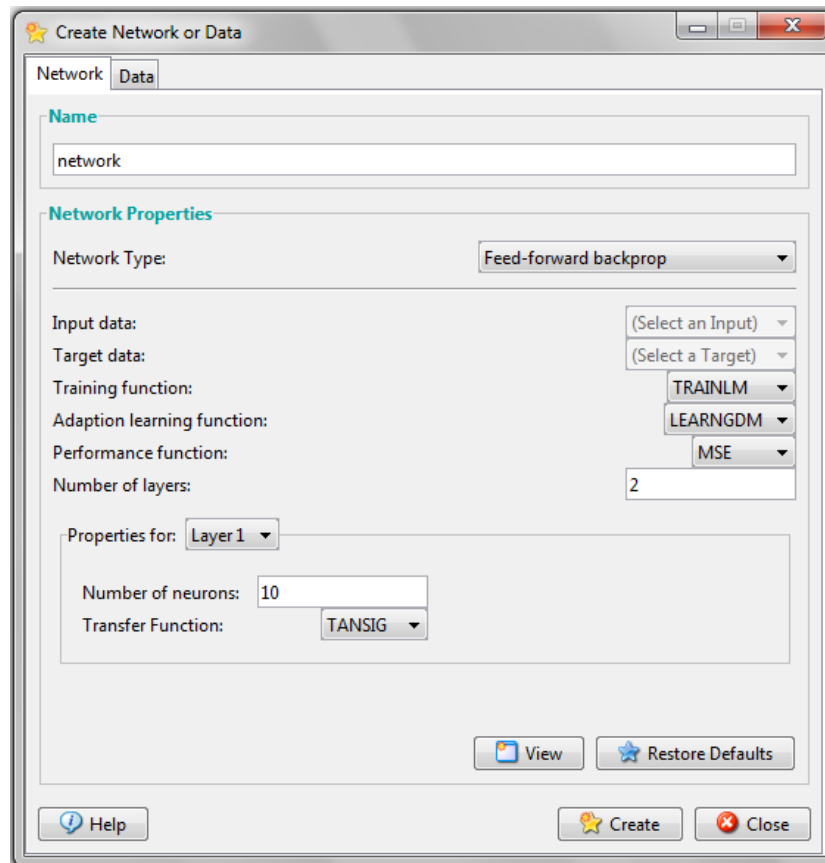 Create Network or Data
Network Data
Name
network
Network Properties
Network Type: Feed-forward backprop
Input data: (Select an Input)
Target data: (Select a Target)
Training function: TRAINLM
Adaption learning function: LEARNGDM
Performance function: MSE
Number of layers: 2
Properties for: Layer 1
Number of neurons: 10
Transfer Function: TANSIG
View Restore Defaults
Help Create Close